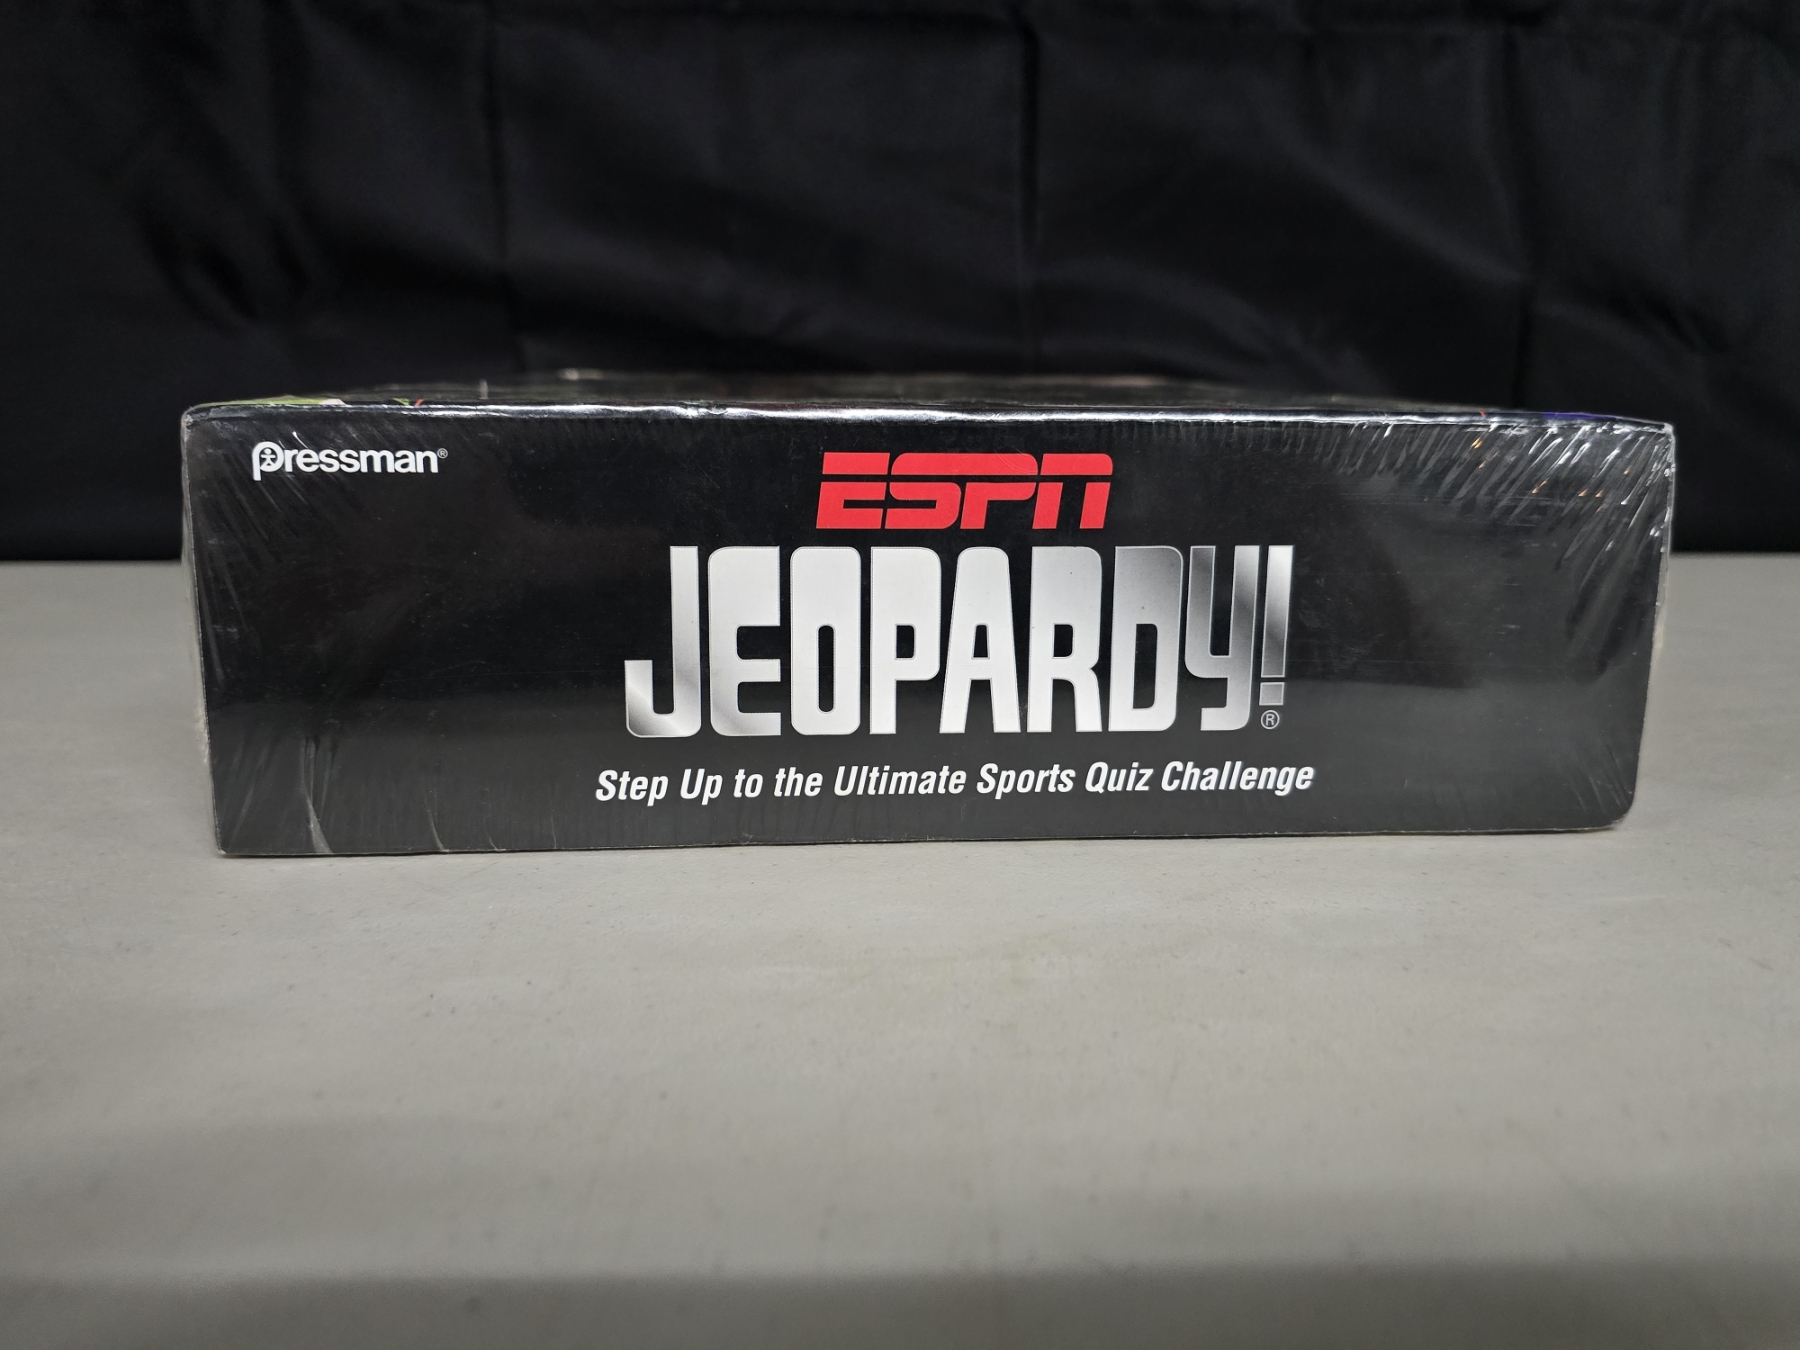 pressman®
ESPN
JEOPARDY!®
Step Up to the Ultimate Sports Quiz Challenge